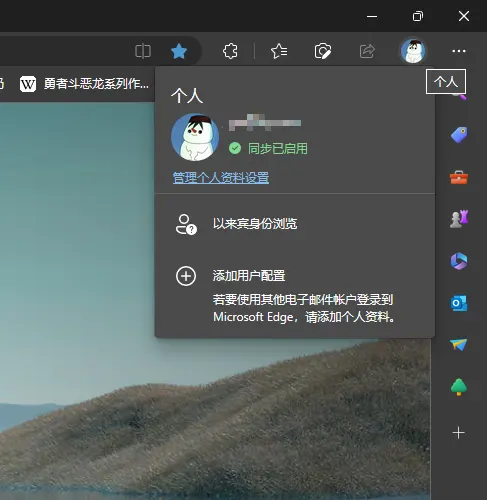 勇者斗恶龙系列作...
个人
个人
同步已启用
管理个人资料设置
以来宾身份浏览
添加用户配置
若要使用其他电子邮件帐户登录到
Microsoft Edge，请添加个人资料。